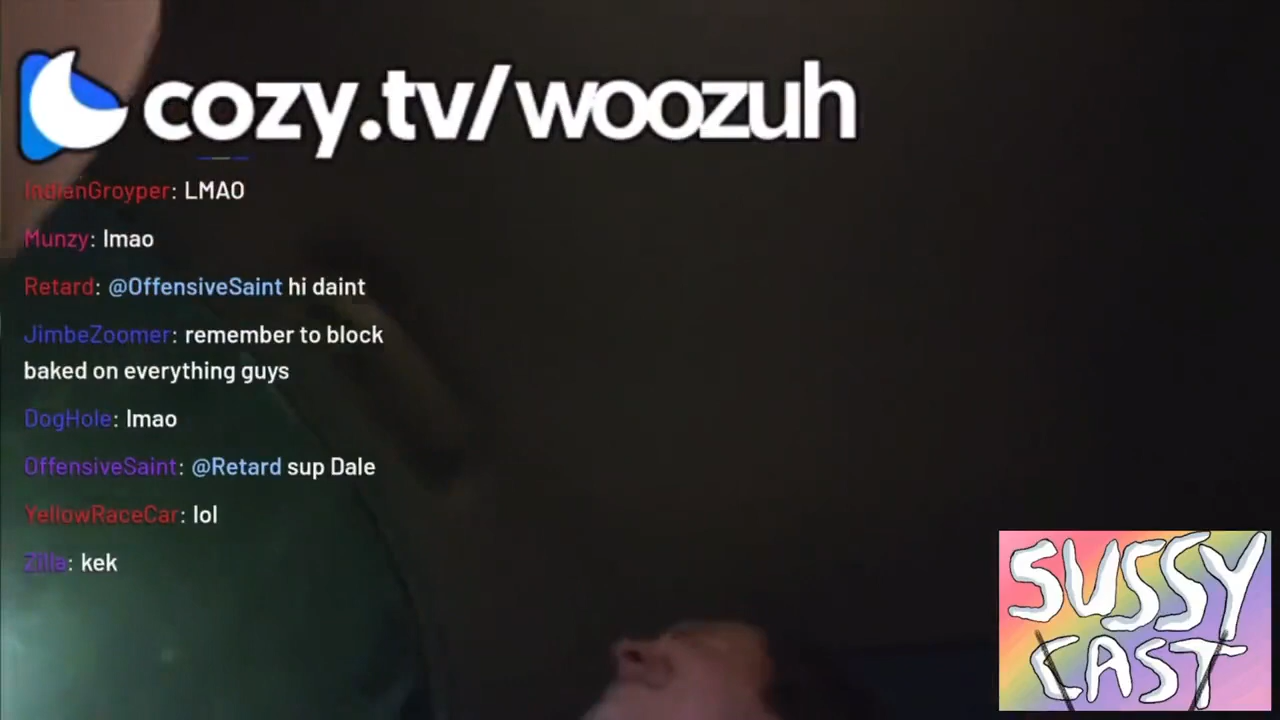 cozy.tv/woozuh
IndianGroyper: LMAO
Munzy: lmao
Retard: @OffensiveSaint hi daint
JimbeZoomer: remember to block
baked on everything guys
DogHole: lmao
OffensiveSaint: @Retard sup Dale
YellowRaceCar: lol
Zilla: kek
SUSSY
CAST